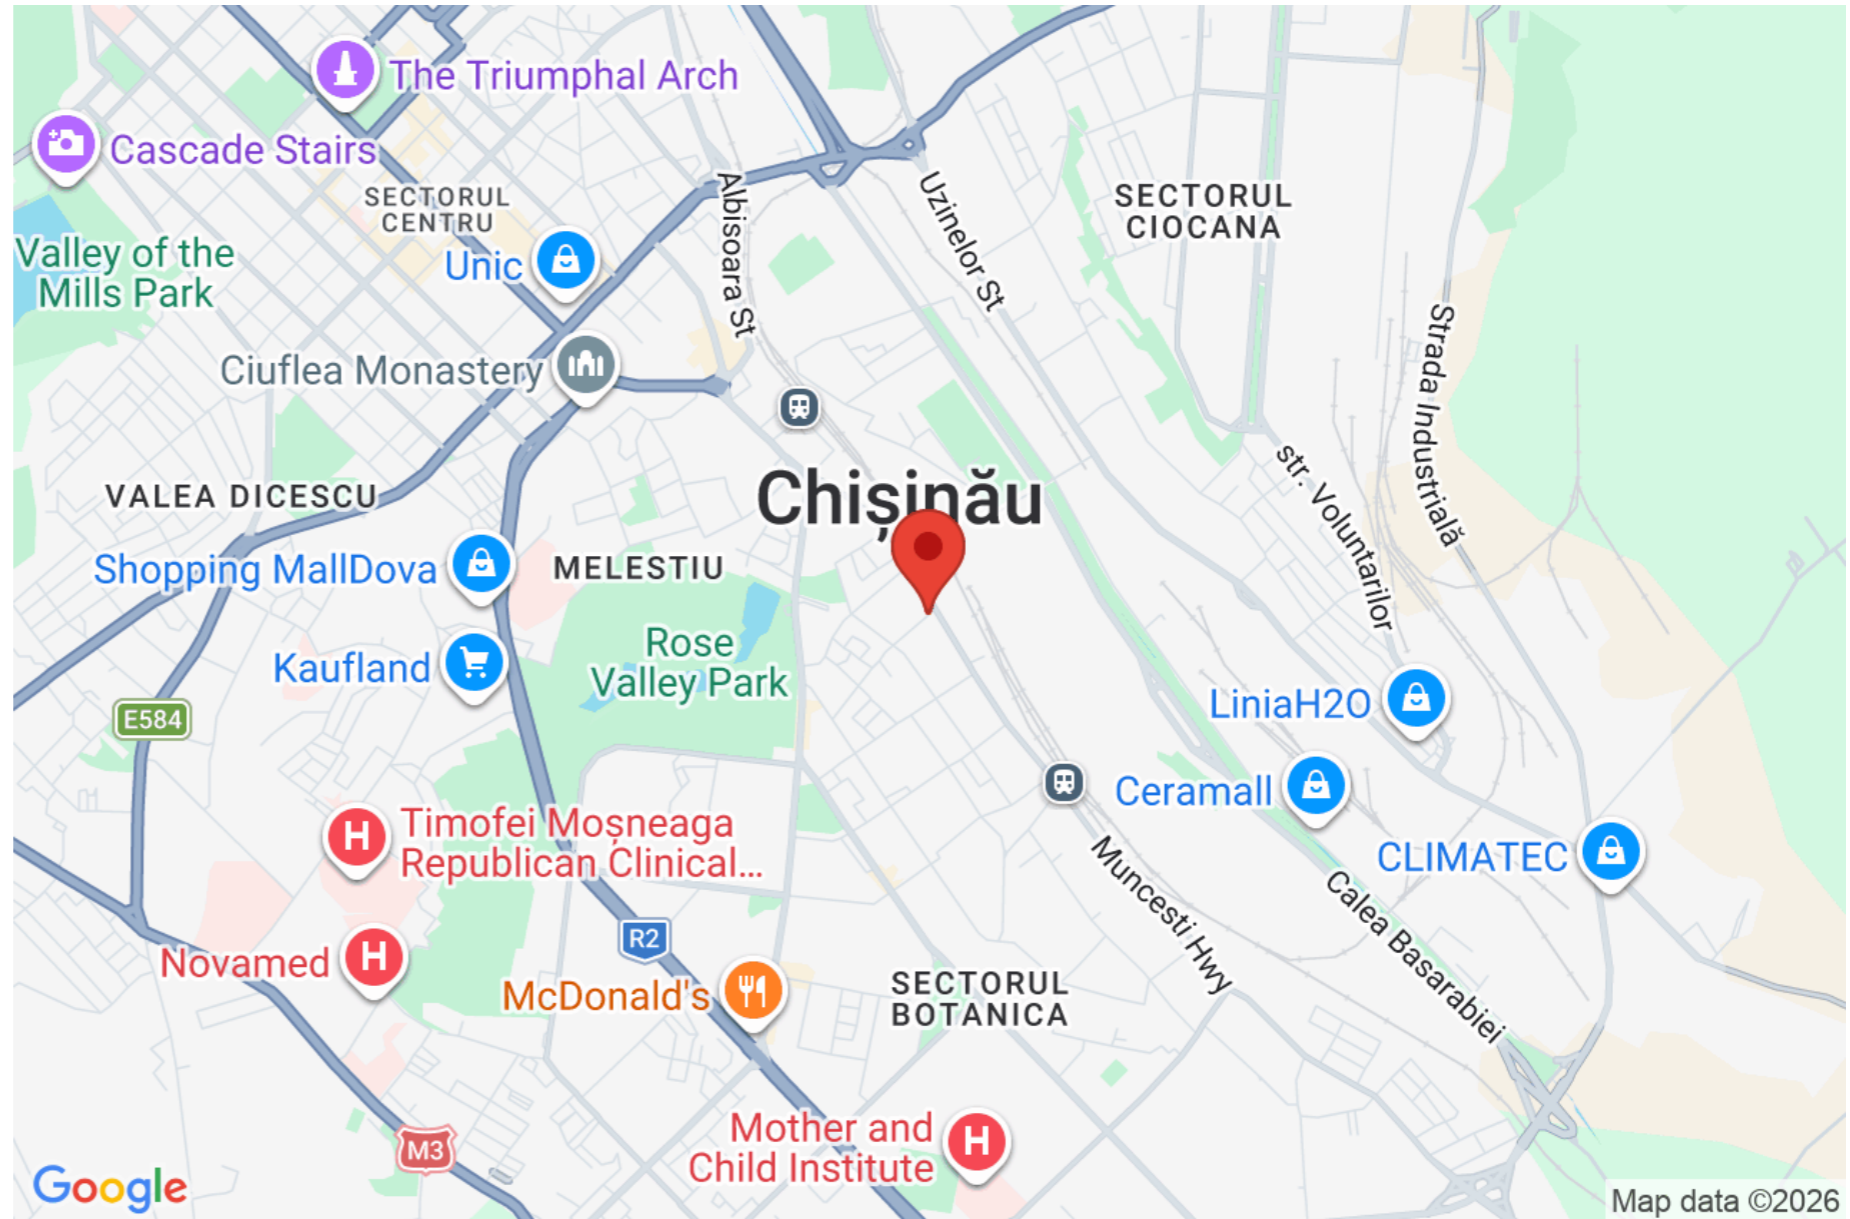 The Triumphal Arch
Cascade Stairs
SECTORUL
CENTRU
Albisoara St
Uzinelor St
SECTORUL
CIOCANA
Valley of the
Mills Park
Unic
Strada Industrială
Ciuflea Monastery
str. Voluntarilor
VALEA DICESCU
Chișinău
Shopping MallDova
MELESTIU
Rose
Valley Park
Kaufland
E584
LiniaH2O
Ceramall
Timofei Moșneaga
Republican Clinical...
CLIMATEC
Muncesti Hwy
Calea Basarabiei
R2
Novamed
McDonald's
SECTORUL
BOTANICA
Mother and
Child Institute
M3
Google
Map data ©2026